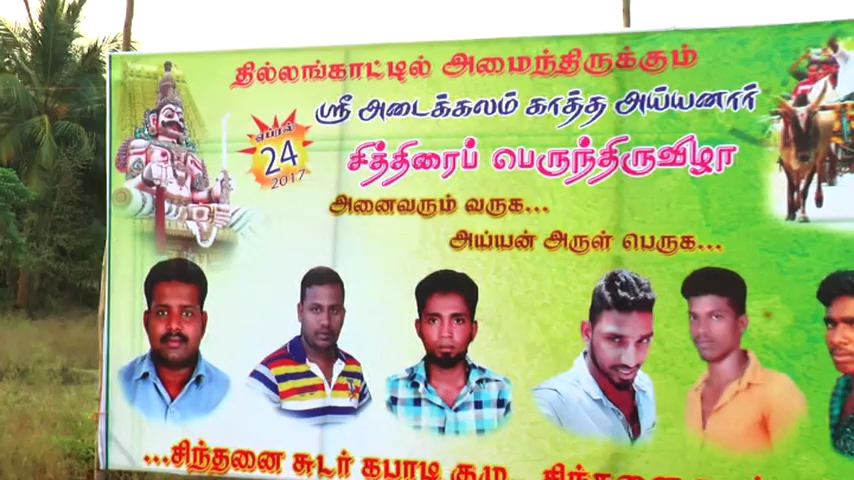 தில்லங்காட்டில் அமைந்திருக்கும்
ஸ்ரீ அடைக்கலம் காத்த அய்யனார்
ஏப்ரல்
24
2017
சித்திரைப் பெருந்திருவிழா
அனைவரும் வருக...
அய்யன் அருள் பெருக...
...சிந்தனை சுடர் கபாடி குழு... சிந்தனை